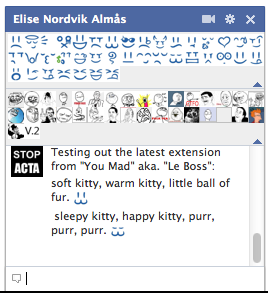 Elise Nordvik Almås
V.2
STOP
ACTA
Testing out the latest extension
from "You Mad" aka. "Le Boss":
soft kitty, warm kitty, little ball of
fur.
sleepy kitty, happy kitty, purr,
purr, purr.